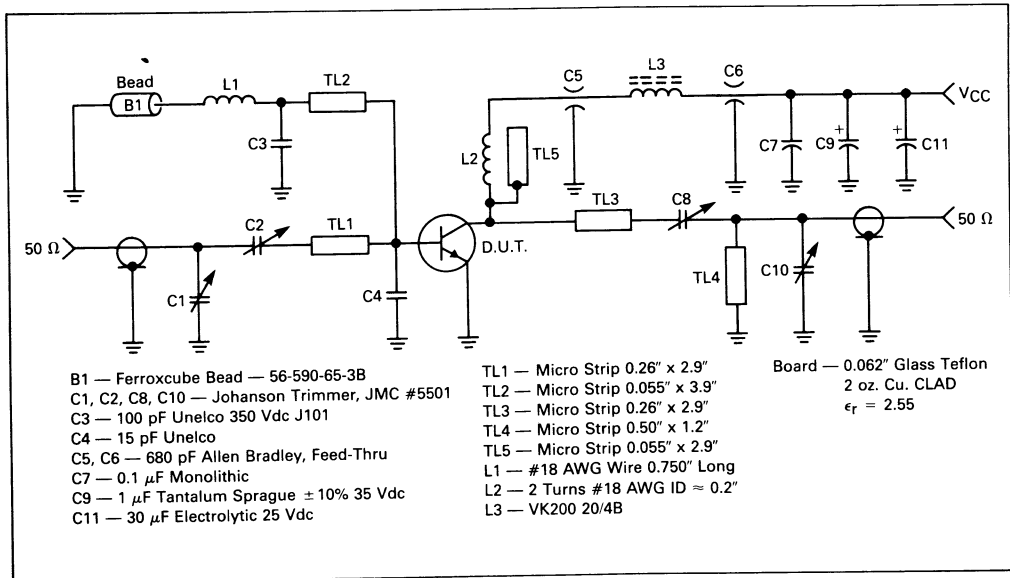 Bead
B1
L1
TL2
C3
L2
TL5
C5
L3
C6
VCC
C7
C9
+
C11
+
50 Ω
C1
C2
TL1
C4
D.U.T.
TL3
C8
TL4
C10
50 Ω
B1 — Ferroxcube Bead — 56-590-65-3B
C1, C2, C8, C10 — Johanson Trimmer, JMC #5501
C3 — 100 pF Unelco 350 Vdc J101
C4 — 15 pF Unelco
C5, C6 — 680 pF Allen Bradley, Feed-Thru
C7 — 0.1 μF Monolithic
C9 — 1 μF Tantalum Sprague ± 10% 35 Vdc
C11 — 30 μF Electrolytic 25 Vdc
TL1 — Micro Strip 0.26″ x 2.9″
TL2 — Micro Strip 0.055″ x 3.9″
TL3 — Micro Strip 0.26″ x 2.9″
TL4 — Micro Strip 0.50″ x 1.2″
TL5 — Micro Strip 0.055″ x 2.9″
L1 — #18 AWG Wire 0.750″ Long
L2 — 2 Turns #18 AWG ID ≈ 0.2″
L3 — VK200 20/4B
Board — 0.062″ Glass Teflon
2 oz. Cu. CLAD
εr = 2.55